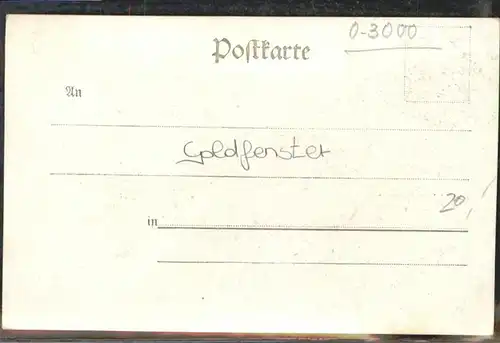 0-3000
Postkarte
An
Goldfenster
20,
in